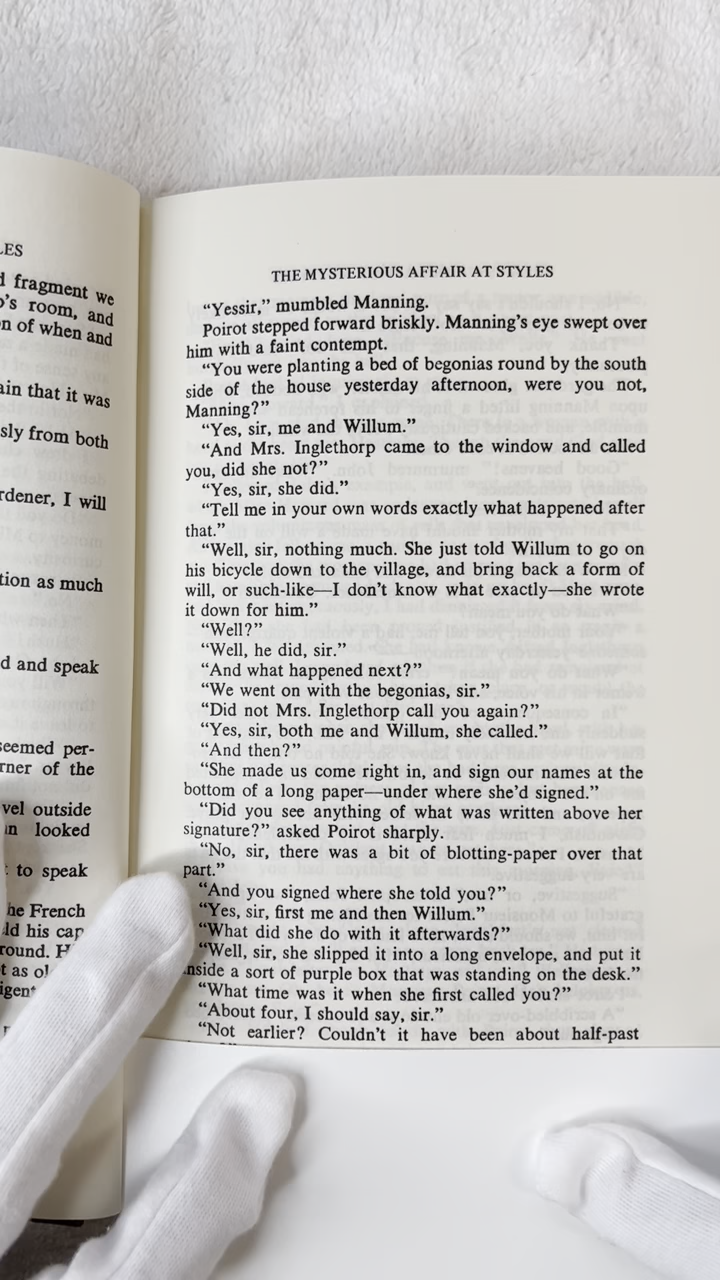 LES
fragment we
's room, and
n of when and
ain that it was
sly from both
rdener, I will
tion as much
d and speak
seemed per-
rner of the
vel outside
looked
to speak
he French
ld his cap
round.
t as
THE MYSTERIOUS AFFAIR AT STYLES
“Yessir,” mumbled Manning.
Poirot stepped forward briskly. Manning’s eye swept over
him with a faint contempt.
“You were planting a bed of begonias round by the south
side of the house yesterday afternoon, were you not,
Manning?”
“Yes, sir, me and Willum.”
“And Mrs. Inglethorp came to the window and called
you, did she not?”
“Yes, sir, she did.”
“Tell me in your own words exactly what happened after
that.”
“Well, sir, nothing much. She just told Willum to go on
his bicycle down to the village, and bring back a form of
will, or such-like—I don’t know what exactly—she wrote
it down for him.”
“Well?”
“Well, he did, sir.”
“And what happened next?”
“We went on with the begonias, sir.”
“Did not Mrs. Inglethorp call you again?”
“Yes, sir, both me and Willum, she called.”
“And then?”
“She made us come right in, and sign our names at the
bottom of a long paper—under where she’d signed.”
“Did you see anything of what was written above her
signature?” asked Poirot sharply.
“No, sir, there was a bit of blotting-paper over that
part.”
“And you signed where she told you?”
“Yes, sir, first me and then Willum.”
“What did she do with it afterwards?”
“Well, sir, she slipped it into a long envelope, and put it
inside a sort of purple box that was standing on the desk.”
“What time was it when she first called you?”
“About four, I should say, sir.”
“Not earlier? Couldn’t it have been about half-past